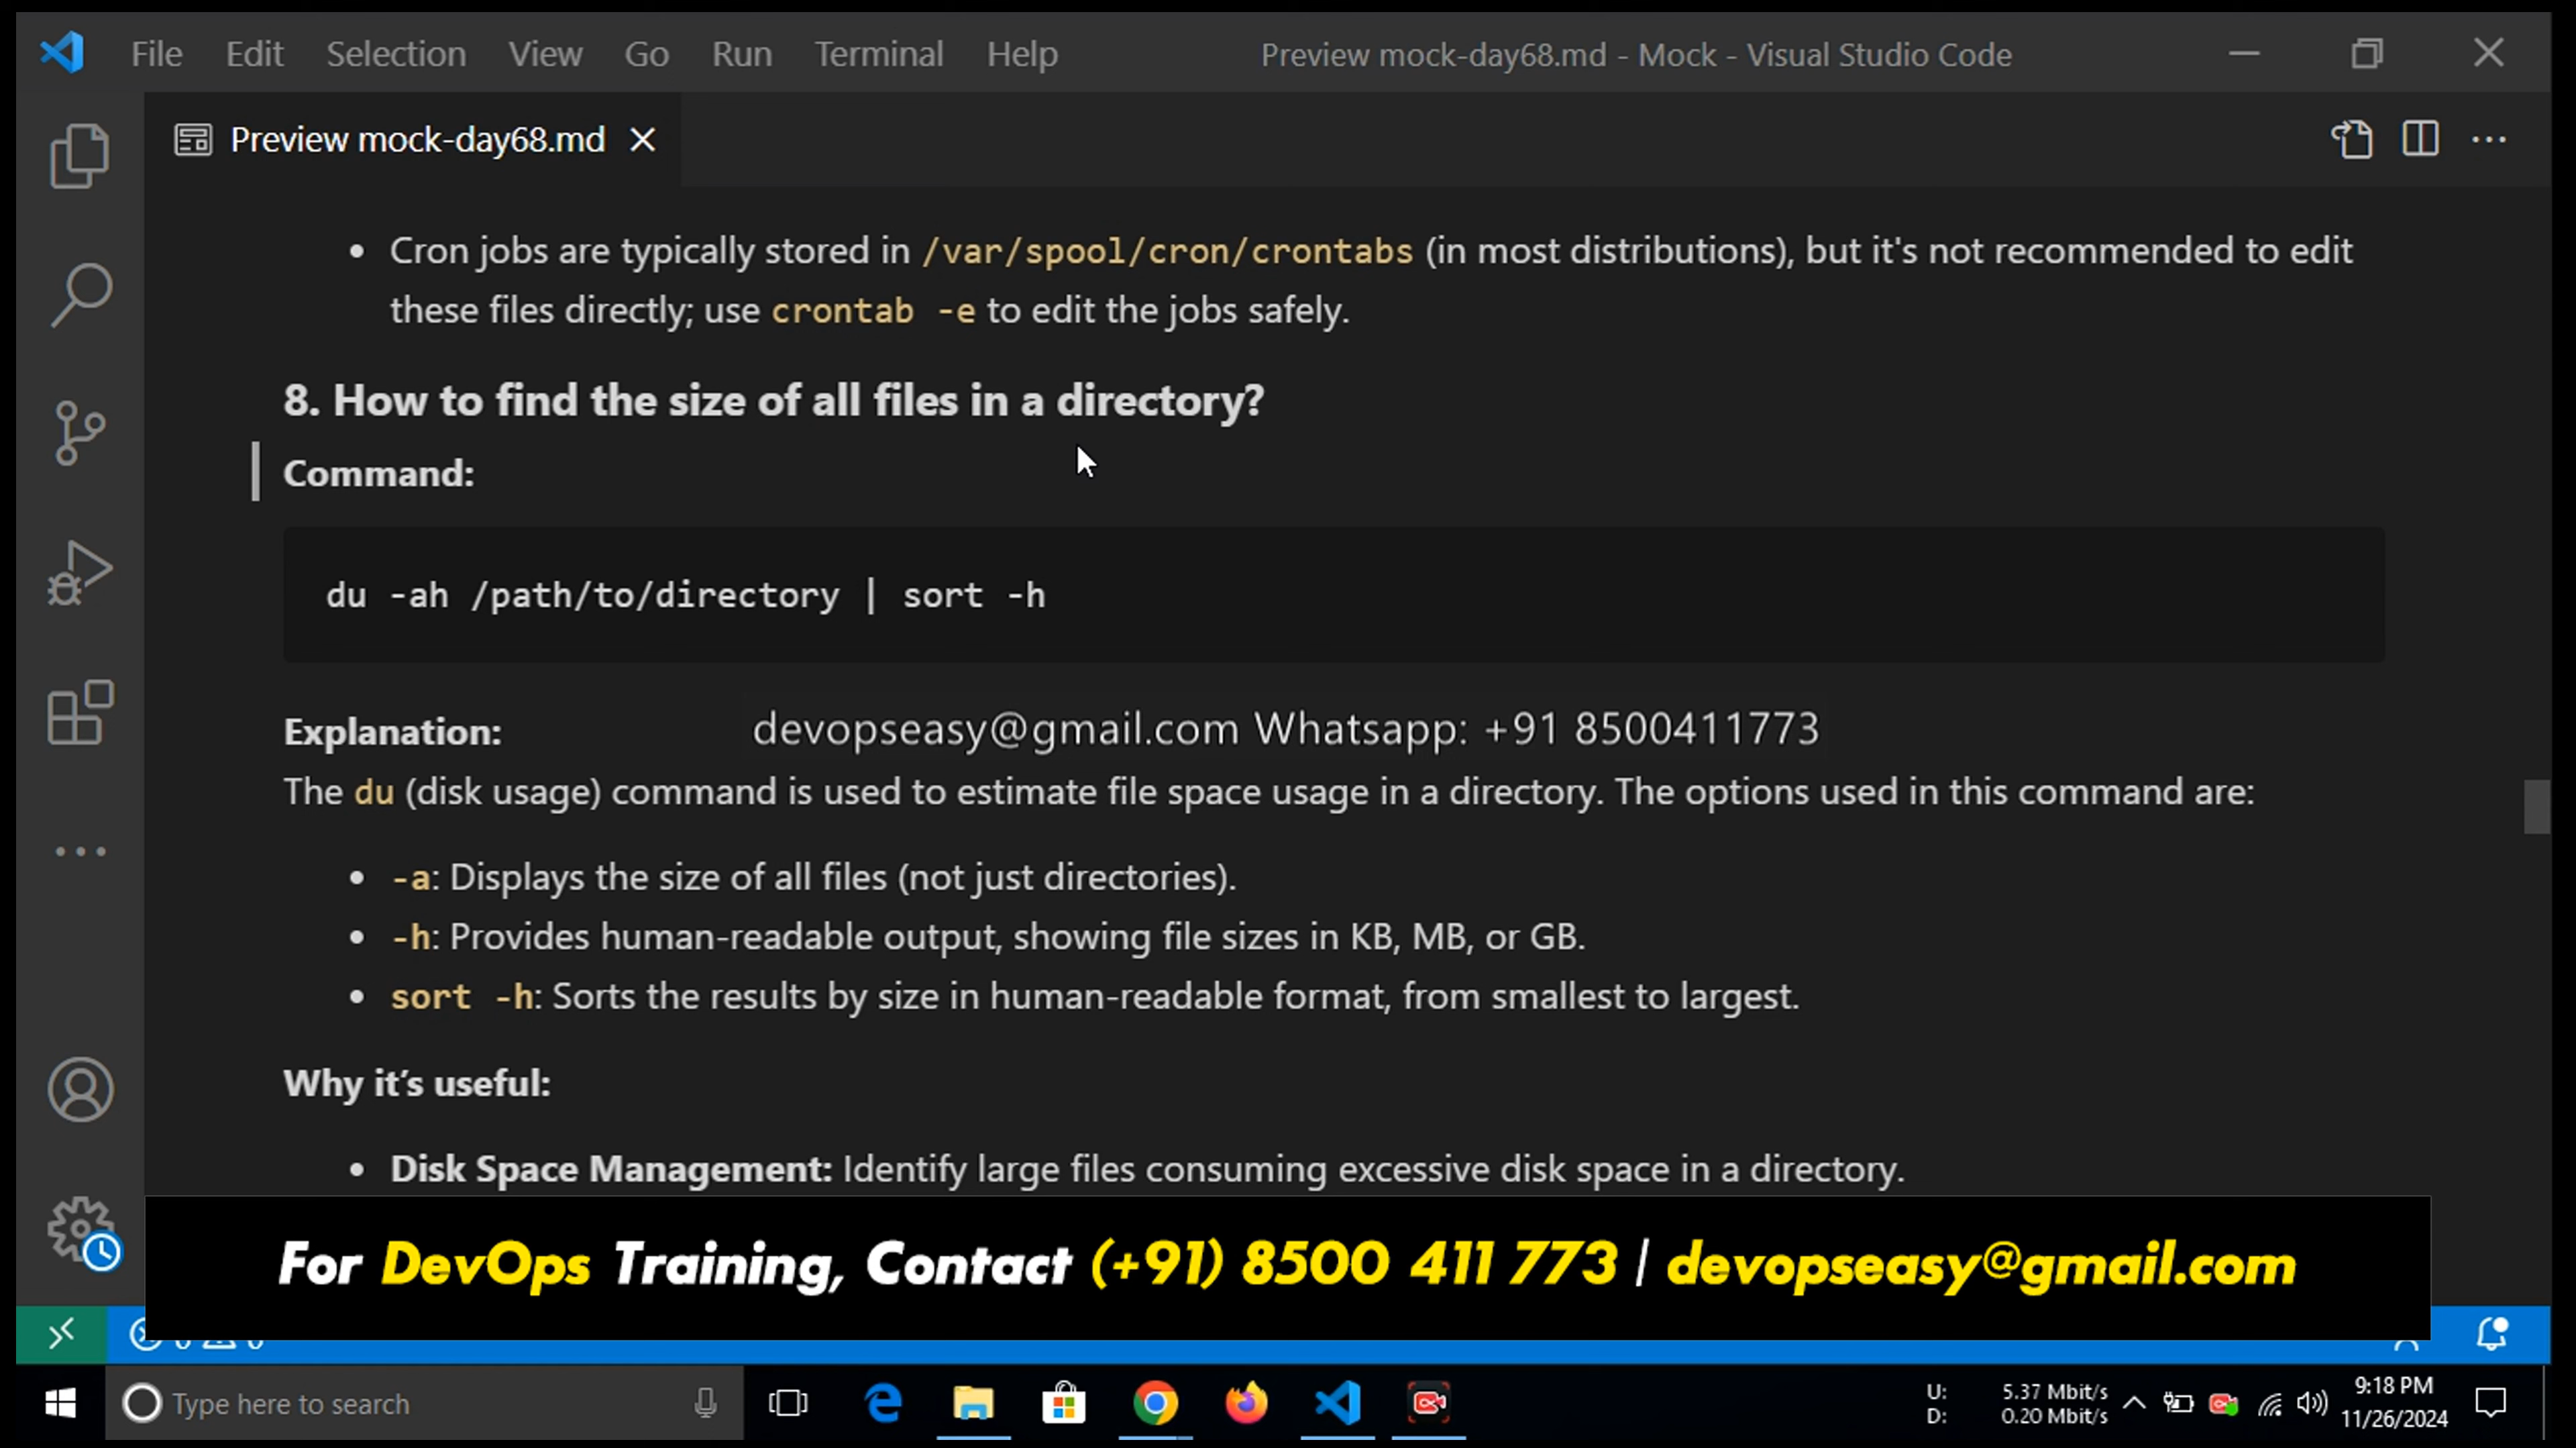 File Edit Selection View Go Run Terminal Help Preview mock-day68.md - Mock - Visual Studio Code
Preview mock-day68.md
• Cron jobs are typically stored in /var/spool/cron/crontabs (in most distributions), but it's not recommended to edit
these files directly; use crontab -e to edit the jobs safely.
8. How to find the size of all files in a directory?
Command:
du -ah /path/to/directory | sort -h
Explanation:
devopseasy@gmail.com Whatsapp: +91 8500411773
The du (disk usage) command is used to estimate file space usage in a directory. The options used in this command are:
• -a: Displays the size of all files (not just directories).
• -h: Provides human-readable output, showing file sizes in KB, MB, or GB.
• sort -h: Sorts the results by size in human-readable format, from smallest to largest.
Why it’s useful:
• Disk Space Management: Identify large files consuming excessive disk space in a directory.
For DevOps Training, Contact (+91) 8500 411 773 | devopseasy@gmail.com
Type here to search
U: 5.37 Mbit/s
D: 0.20 Mbit/s
9:18 PM
11/26/2024